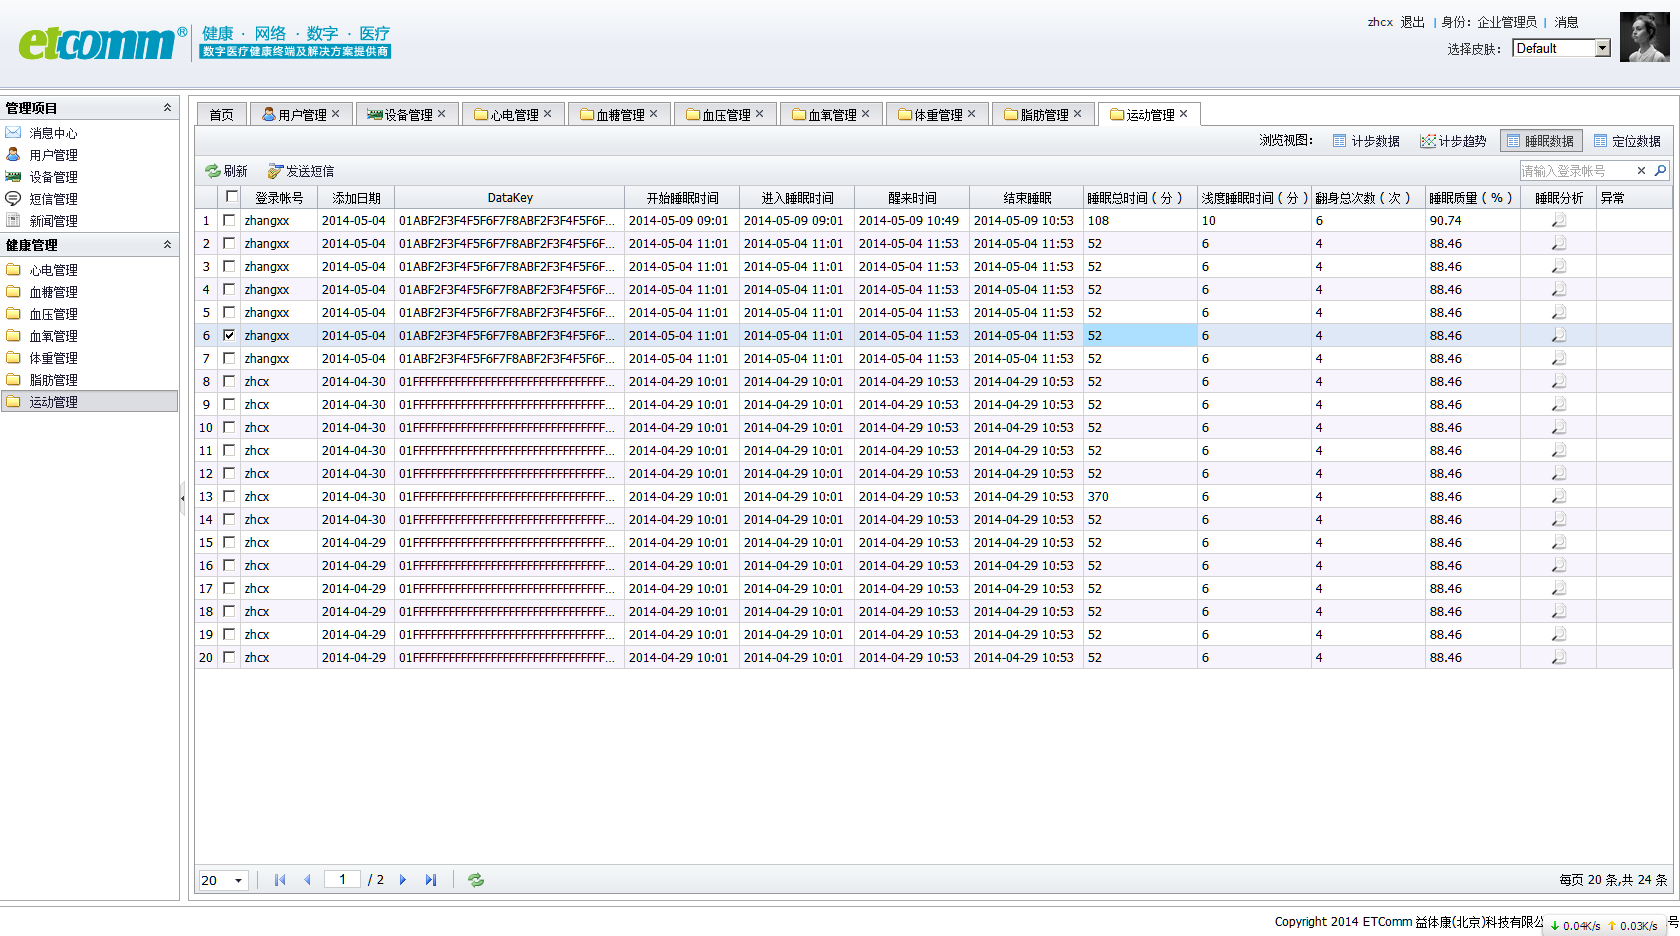 etcomm® 健康 · 网络 · 数字 · 医疗
数字医疗健康终端及解决方案提供商
zhcx 退出 | 身份: 企业管理员 | 消息
选择皮肤: Default
管理项目
消息中心
用户管理
设备管理
短信管理
新闻管理
健康管理
心电管理
血糖管理
血压管理
血氧管理
体重管理
脂肪管理
运动管理
首页 用户管理 设备管理 心电管理 血糖管理 血压管理 血氧管理 体重管理 脂肪管理 运动管理
浏览视图: 计步数据 计步趋势 睡眠数据 定位数据
刷新 发送短信 请输入登录帐号
登录帐号 添加日期 DataKey 开始睡眠时间 进入睡眠时间 醒来时间 结束睡眠 睡眠总时间(分) 浅度睡眠时间(分) 翻身总次数(次) 睡眠质量(%) 睡眠分析 异常
1 zhangxx 2014-05-04 01ABF2F3F4F5F6F7F8ABF2F3F4F5F6F... 2014-05-09 09:01 2014-05-09 09:01 2014-05-09 10:49 2014-05-09 10:53 108 10 6 90.74
2 zhangxx 2014-05-04 01ABF2F3F4F5F6F7F8ABF2F3F4F5F6F... 2014-05-04 11:01 2014-05-04 11:01 2014-05-04 11:53 2014-05-04 11:53 52 6 4 88.46
3 zhangxx 2014-05-04 01ABF2F3F4F5F6F7F8ABF2F3F4F5F6F... 2014-05-04 11:01 2014-05-04 11:01 2014-05-04 11:53 2014-05-04 11:53 52 6 4 88.46
4 zhangxx 2014-05-04 01ABF2F3F4F5F6F7F8ABF2F3F4F5F6F... 2014-05-04 11:01 2014-05-04 11:01 2014-05-04 11:53 2014-05-04 11:53 52 6 4 88.46
5 zhangxx 2014-05-04 01ABF2F3F4F5F6F7F8ABF2F3F4F5F6F... 2014-05-04 11:01 2014-05-04 11:01 2014-05-04 11:53 2014-05-04 11:53 52 6 4 88.46
6 zhangxx 2014-05-04 01ABF2F3F4F5F6F7F8ABF2F3F4F5F6F... 2014-05-04 11:01 2014-05-04 11:01 2014-05-04 11:53 2014-05-04 11:53 52 6 4 88.46
7 zhangxx 2014-05-04 01ABF2F3F4F5F6F7F8ABF2F3F4F5F6F... 2014-05-04 11:01 2014-05-04 11:01 2014-05-04 11:53 2014-05-04 11:53 52 6 4 88.46
8 zhcx 2014-04-30 01FFFFFFFFFFFFFFFFFFFFFFFFFFFFFFFF... 2014-04-29 10:01 2014-04-29 10:01 2014-04-29 10:53 2014-04-29 10:53 52 6 4 88.46
9 zhcx 2014-04-30 01FFFFFFFFFFFFFFFFFFFFFFFFFFFFFFFF... 2014-04-29 10:01 2014-04-29 10:01 2014-04-29 10:53 2014-04-29 10:53 52 6 4 88.46
10 zhcx 2014-04-30 01FFFFFFFFFFFFFFFFFFFFFFFFFFFFFFFF... 2014-04-29 10:01 2014-04-29 10:01 2014-04-29 10:53 2014-04-29 10:53 52 6 4 88.46
11 zhcx 2014-04-30 01FFFFFFFFFFFFFFFFFFFFFFFFFFFFFFFF... 2014-04-29 10:01 2014-04-29 10:01 2014-04-29 10:53 2014-04-29 10:53 52 6 4 88.46
12 zhcx 2014-04-30 01FFFFFFFFFFFFFFFFFFFFFFFFFFFFFFFF... 2014-04-29 10:01 2014-04-29 10:01 2014-04-29 10:53 2014-04-29 10:53 52 6 4 88.46
13 zhcx 2014-04-30 01FFFFFFFFFFFFFFFFFFFFFFFFFFFFFFFF... 2014-04-29 10:01 2014-04-29 10:01 2014-04-29 10:53 2014-04-29 10:53 370 6 4 88.46
14 zhcx 2014-04-30 01FFFFFFFFFFFFFFFFFFFFFFFFFFFFFFFF... 2014-04-29 10:01 2014-04-29 10:01 2014-04-29 10:53 2014-04-29 10:53 52 6 4 88.46
15 zhcx 2014-04-29 01FFFFFFFFFFFFFFFFFFFFFFFFFFFFFFFF... 2014-04-29 10:01 2014-04-29 10:01 2014-04-29 10:53 2014-04-29 10:53 52 6 4 88.46
16 zhcx 2014-04-29 01FFFFFFFFFFFFFFFFFFFFFFFFFFFFFFFF... 2014-04-29 10:01 2014-04-29 10:01 2014-04-29 10:53 2014-04-29 10:53 52 6 4 88.46
17 zhcx 2014-04-29 01FFFFFFFFFFFFFFFFFFFFFFFFFFFFFFFF... 2014-04-29 10:01 2014-04-29 10:01 2014-04-29 10:53 2014-04-29 10:53 52 6 4 88.46
18 zhcx 2014-04-29 01FFFFFFFFFFFFFFFFFFFFFFFFFFFFFFFF... 2014-04-29 10:01 2014-04-29 10:01 2014-04-29 10:53 2014-04-29 10:53 52 6 4 88.46
19 zhcx 2014-04-29 01FFFFFFFFFFFFFFFFFFFFFFFFFFFFFFFF... 2014-04-29 10:01 2014-04-29 10:01 2014-04-29 10:53 2014-04-29 10:53 52 6 4 88.46
20 zhcx 2014-04-29 01FFFFFFFFFFFFFFFFFFFFFFFFFFFFFFFF... 2014-04-29 10:01 2014-04-29 10:01 2014-04-29 10:53 2014-04-29 10:53 52 6 4 88.46
20 1 / 2 每页 20 条,共 24 条
Copyright 2014 ETComm 益体康(北京)科技有限公 0.04K/s 0.03K/s 号